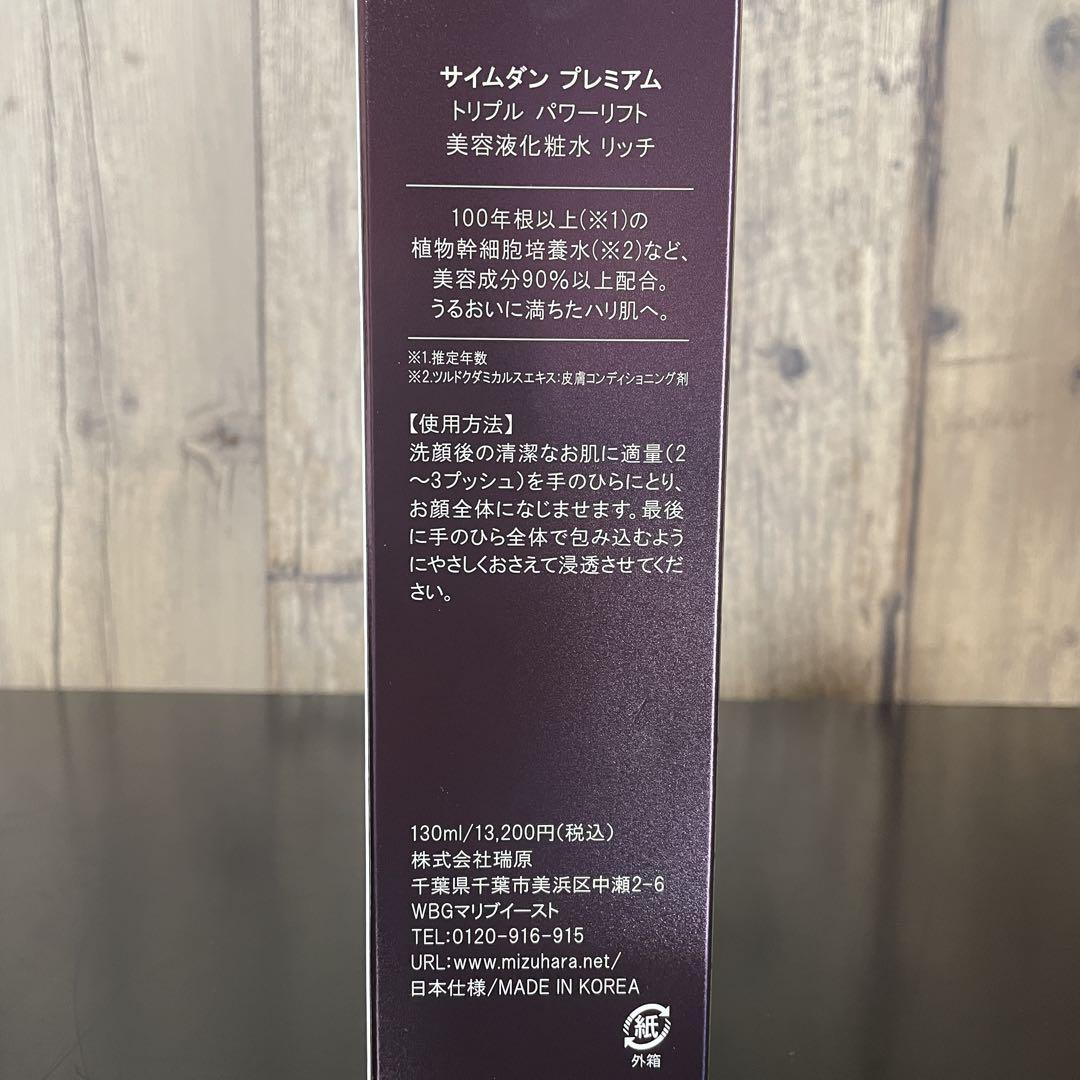 サイムダン プレミアム
トリプル パワーリフト
美容液化粧水 リッチ
100年根以上(※1)の
植物幹細胞培養水(※2)など、
美容成分90%以上配合。
うるおいに満ちたハリ肌へ。
※1.推定年数
※2.ツルドクダミカルスエキス:皮膚コンディショニング剤
【使用方法】
洗顔後の清潔なお肌に適量(2
～3プッシュ)を手のひらにとり、
お顔全体になじませます。最後
に手のひら全体で包み込むよう
にやさしくおさえて浸透させてくだ
さい。
130ml/13,200円(税込)
株式会社瑞原
千葉県千葉市美浜区中瀬2-6
WBGマリブイースト
TEL:0120-916-915
URL:www.mizuhara.net/
日本仕様/MADE IN KOREA
紙
外箱